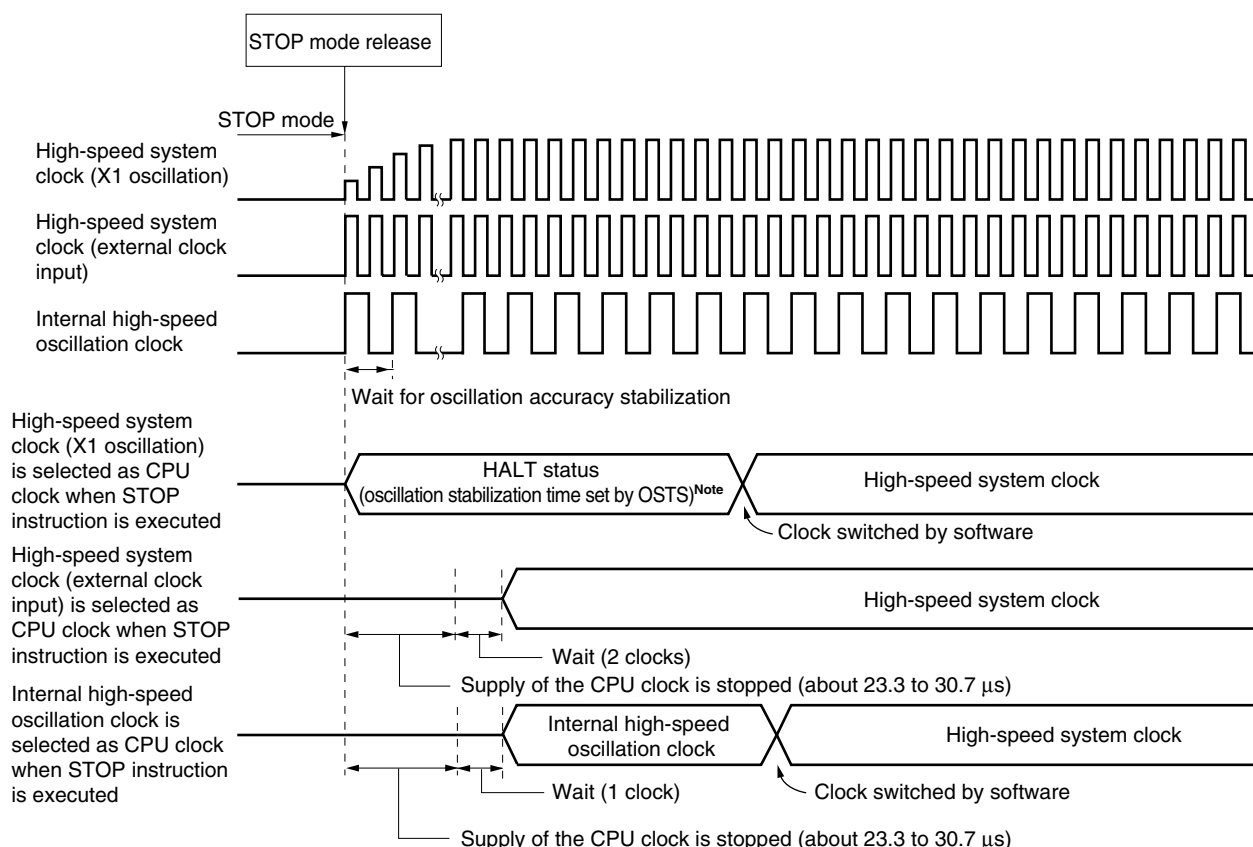 STOP mode release
STOP mode
High-speed system
clock (X1 oscillation)
High-speed system
clock (external clock
input)
Internal high-speed
oscillation clock
Wait for oscillation accuracy stabilization
High-speed system
clock (X1 oscillation)
is selected as CPU
clock when STOP
instruction is executed
HALT status
(oscillation stabilization time set by OSTS)Note
High-speed system clock
Clock switched by software
High-speed system
clock (external clock
input) is selected as
CPU clock when STOP
instruction is executed
High-speed system clock
Wait (2 clocks)
Supply of the CPU clock is stopped (about 23.3 to 30.7 μs)
Internal high-speed
oscillation clock is
selected as CPU clock
when STOP instruction
is executed
Internal high-speed
oscillation clock
High-speed system clock
Wait (1 clock)
Clock switched by software
Supply of the CPU clock is stopped (about 23.3 to 30.7 μs)